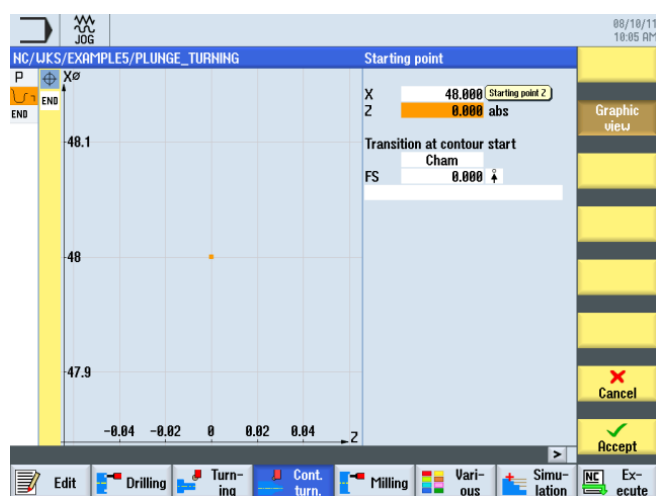 JOG
08/10/11
10:05 AM
NC/WKS/EXAMPLE5/PLUNGE_TURNING
Starting point
P
END
END
XØ
48.1
48
47.9
-0.04 -0.02 0 0.02 0.04
Z
X 48.000 Starting point Z
Z 0.000 abs
Transition at contour start
Cham
FS 0.000
Graphic
view
Cancel
Accept
>
Edit
Drilling
Turn-
ing
Cont.
turn.
Milling
Vari-
ous
Simu-
lation
NC
Ex-
ecute